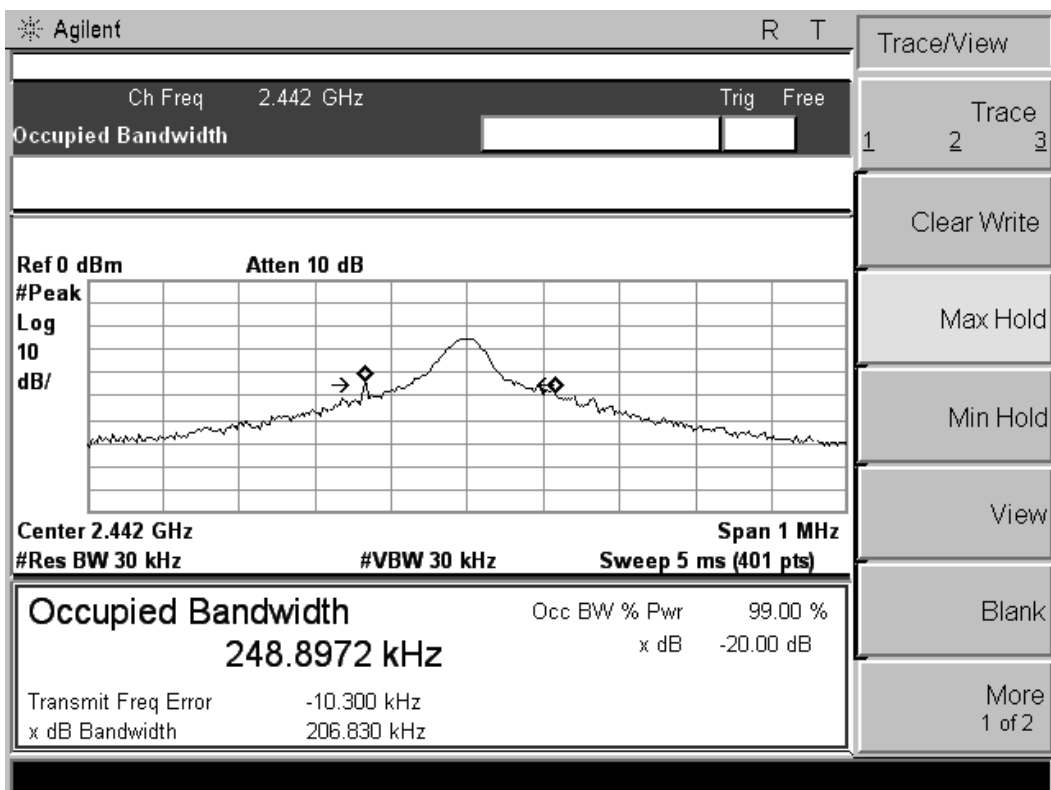 Agilent R T
Ch Freq 2.442 GHz Trig Free
Occupied Bandwidth
Ref 0 dBm Atten 10 dB
#Peak
Log
10
dB/
Center 2.442 GHz Span 1 MHz
#Res BW 30 kHz #VBW 30 kHz Sweep 5 ms (401 pts)
Occupied Bandwidth Occ BW % Pwr 99.00 %
248.8972 kHz x dB -20.00 dB
Transmit Freq Error -10.300 kHz
x dB Bandwidth 206.830 kHz
Trace/View
Trace
1 2 3
Clear Write
Max Hold
Min Hold
View
Blank
More
1 of 2